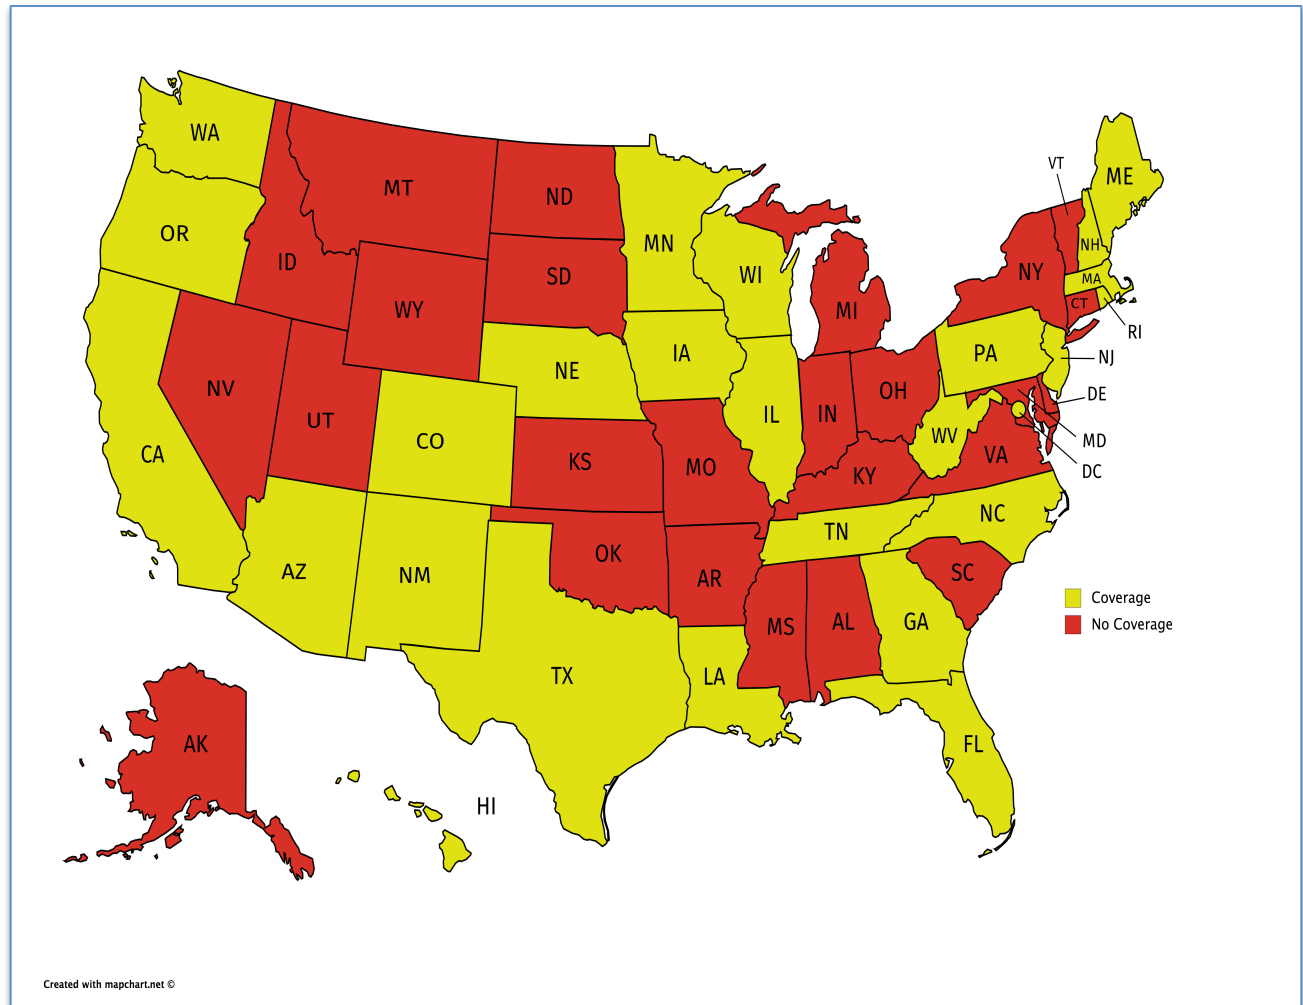 WA
MT
ND
VT
ME
OR
MN
NH
ID
SD
WI
NY
MA
WY
MI
CT
RI
IA
PA
NJ
NE
NV
OH
DE
UT
IL
IN
CO
WV
MD
CA
KS
MO
KY
VA
DC
NC
TN
OK
AZ
NM
AR
SC
Coverage
MS
AL
GA
No Coverage
TX
LA
AK
FL
HI
Created with mapchart.net ©